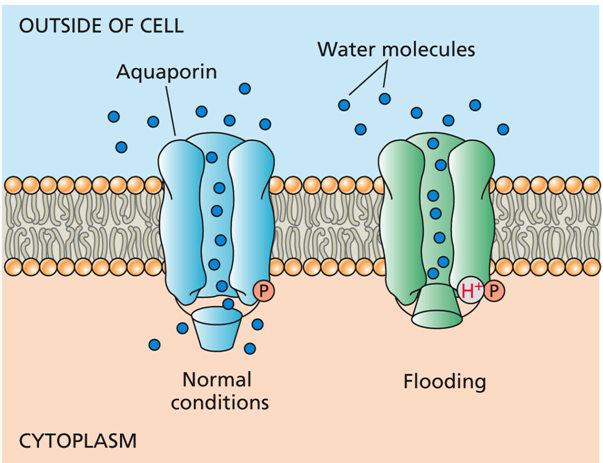 OUTSIDE OF CELL
Water molecules
Aquaporin
P
H+ P
Normal
conditions
Flooding
CYTOPLASM